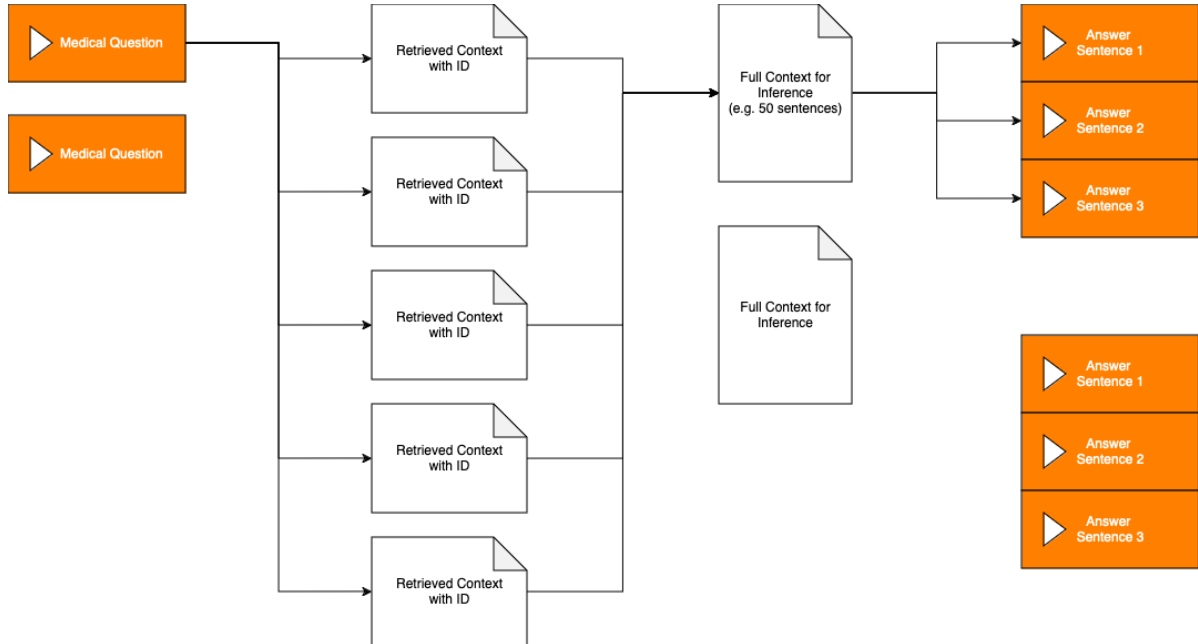 Medical Question
Medical Question
Retrieved Context
with ID
Retrieved Context
with ID
Retrieved Context
with ID
Retrieved Context
with ID
Retrieved Context
with ID
Full Context for
Inference
(e.g. 50 sentences)
Full Context for
Inference
Answer
Sentence 1
Answer
Sentence 2
Answer
Sentence 3
Answer
Sentence 1
Answer
Sentence 2
Answer
Sentence 3